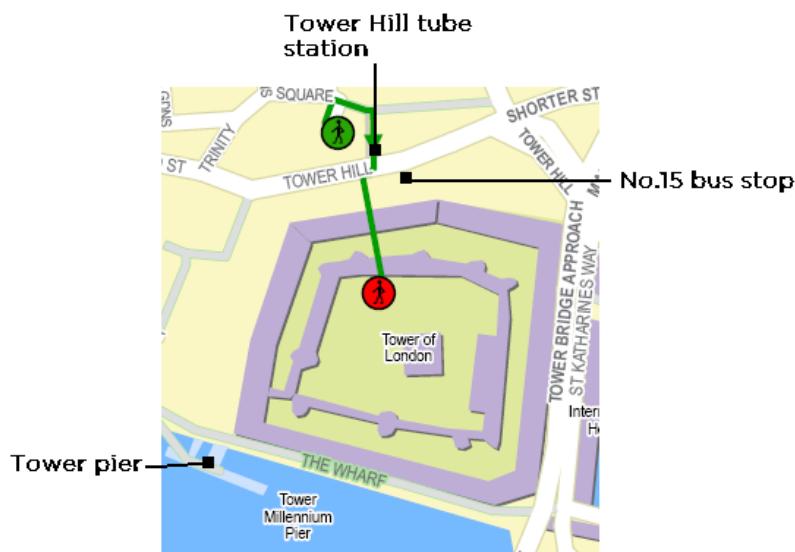 Tower Hill tube
station
SQUARE
GDNS
SHORTER ST
TRINITY
ST
TOWER HILL
TOWER HILL
No.15 bus stop
TOWER BRIDGE APPROACH
ST KATHARINES WAY
Tower of
London
Tower pier
THE WHARF
Tower
Millennium
Pier